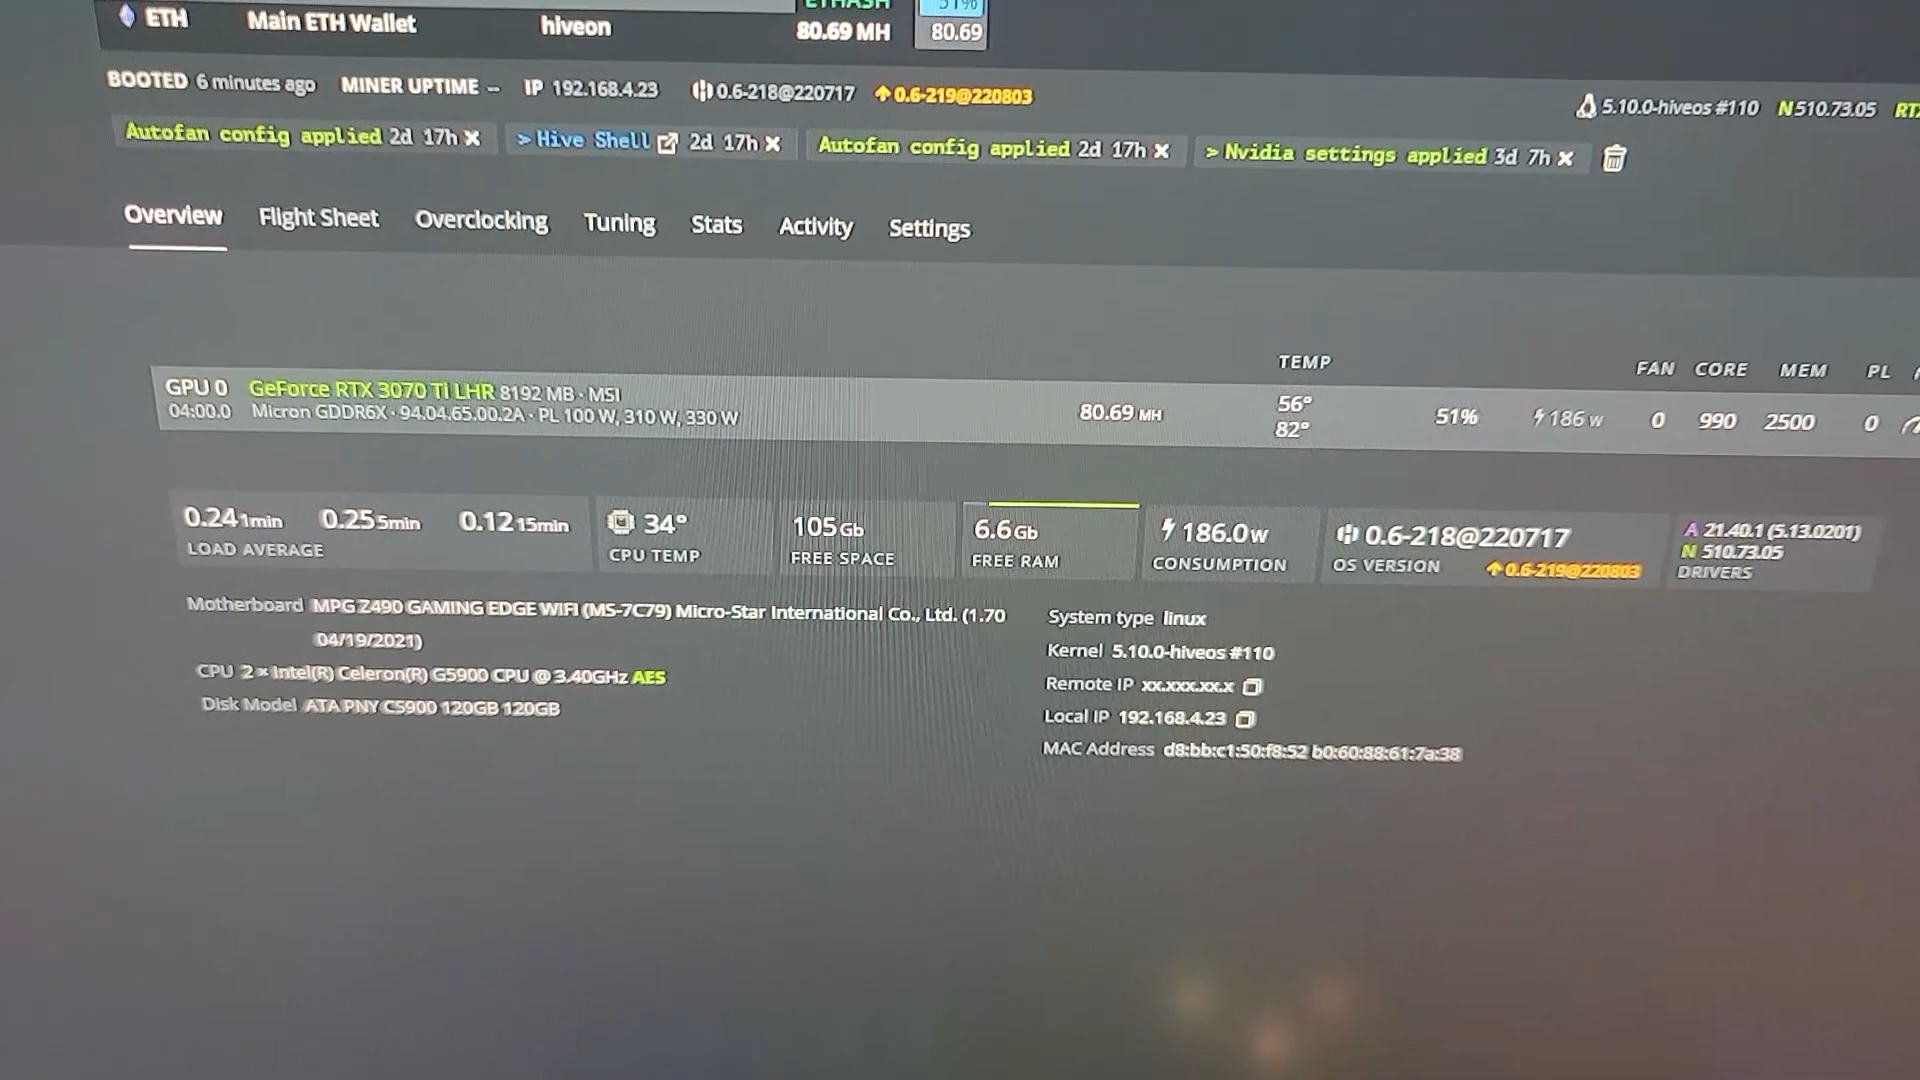 ETHASH 51%
ETH Main ETH Wallet hiveon 80.69 MH 80.69
BOOTED 6 minutes ago MINER UPTIME -- IP 192.168.4.23 0.6-218@220717 0.6-219@220803 5.10.0-hiveos #110 N 510.73.05
Autofan config applied 2d 17h × > Hive Shell 2d 17h × Autofan config applied 2d 17h × > Nvidia settings applied 3d 7h ×
Overview Flight Sheet Overclocking Tuning Stats Activity Settings
TEMP FAN CORE MEM PL
GPU 0 GeForce RTX 3070 Ti LHR 8192 MB · MSI
04:00.0 Micron GDDR6X · 94.04.65.00.2A · PL 100 W, 310 W, 330 W
80.69 MH 56° 82° 51% 186 W 0 990 2500 0
0.24 1min 0.25 5min 0.12 15min
LOAD AVERAGE
34°
CPU TEMP
105 Gb
FREE SPACE
6.6 Gb
FREE RAM
186.0 W
CONSUMPTION
0.6-218@220717
OS VERSION 0.6-219@220803
A 21.40.1 (5.13.0201)
N 510.73.05
DRIVERS
Motherboard MPG Z490 GAMING EDGE WIFI (MS-7C79) Micro-Star International Co., Ltd. (1.70
04/19/2021)
CPU 2 × Intel(R) Celeron(R) G5900 CPU @ 3.40GHz AES
Disk Model ATA PNY CS900 120GB 120GB
System type linux
Kernel 5.10.0-hiveos #110
Remote IP xx.xxx.xx.x
Local IP 192.168.4.23
MAC Address d8:bb:c1:50:f8:52 b0:60:88:61:7a:38